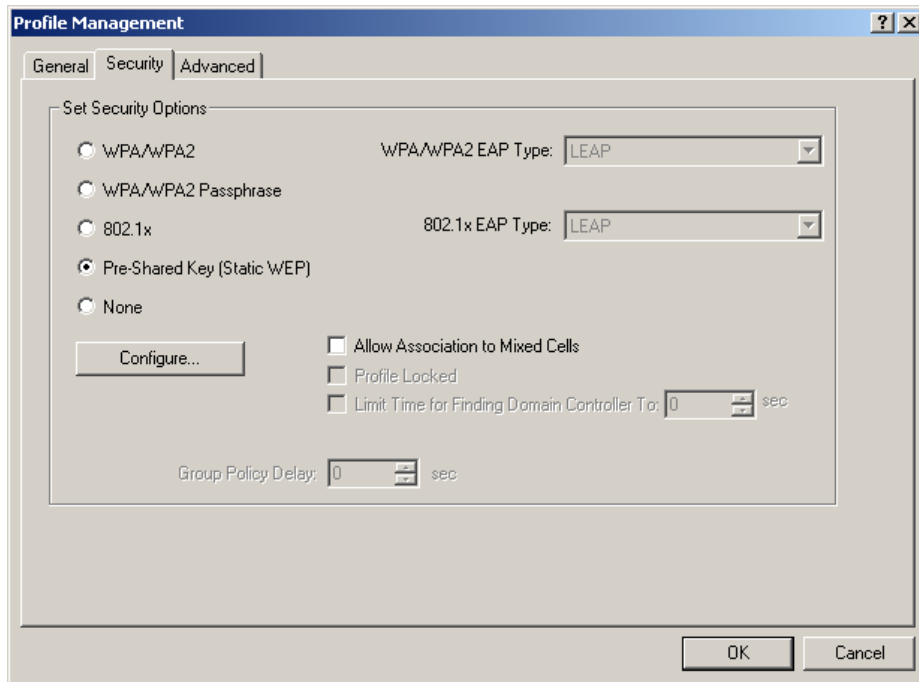 Profile Management
General Security Advanced
Set Security Options
WPA/WPA2 WPA/WPA2 EAP Type: LEAP
WPA/WPA2 Passphrase
802.1x 802.1x EAP Type: LEAP
Pre-Shared Key (Static WEP)
None
Configure... Allow Association to Mixed Cells
Profile Locked
Limit Time for Finding Domain Controller To: 0 sec
Group Policy Delay: 0 sec
OK Cancel